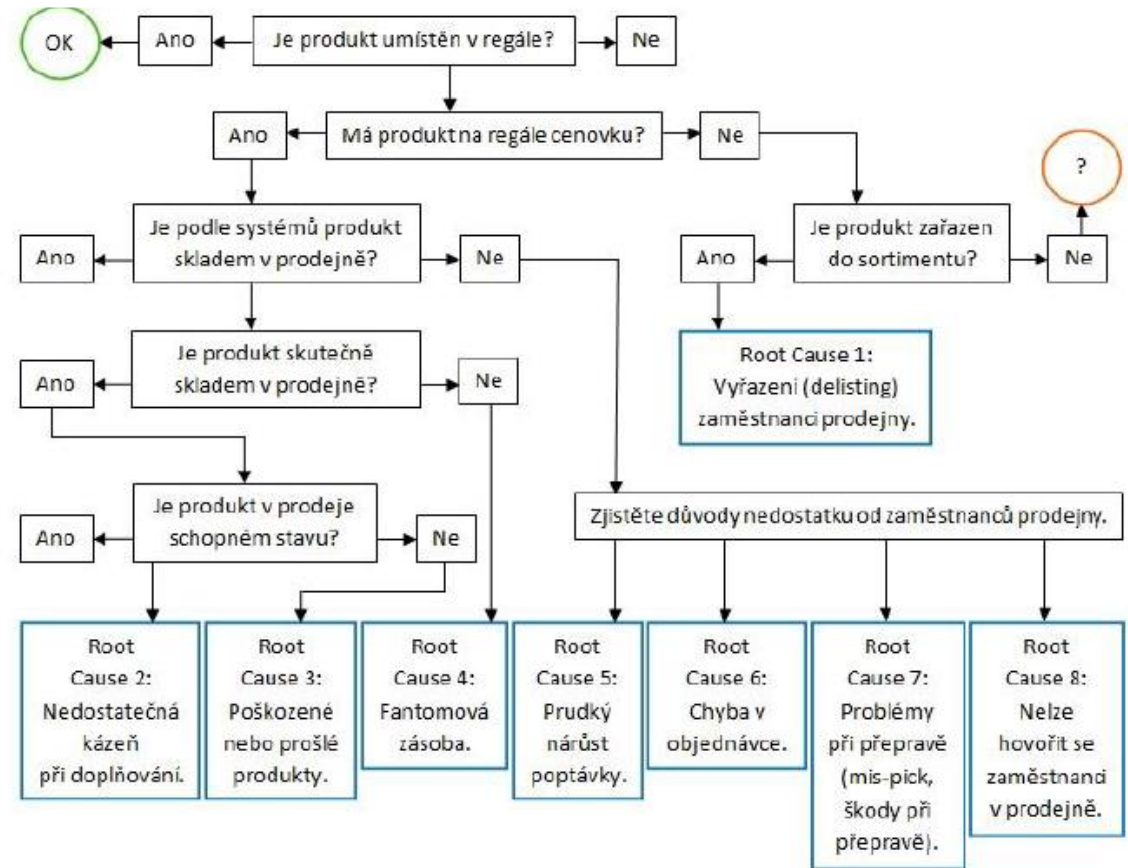 OK
Ano
Je produkt umístěn v regále?
Ne
Ano
Má produkt na regále cenovku?
Ne
?
Je podle systémů produkt
skladem v prodejně?
Ano
Ne
Je produkt zařazen
do sortimentu?
Ano
Ne
Je produkt skutečně
skladem v prodejně?
Ano
Ne
Root Cause 1:
Vyřazeni (delisting)
zaměstnanci prodejny.
Je produkt v prodeje
schopném stavu?
Ano
Ne
Zjistěte důvody nedostatku od zaměstnanců prodejny.
Root
Cause 2:
Nedostatečná
kázeň
při doplňování.
Root
Cause 3:
Poškozené
nebo prošlé
produkty.
Root
Cause 4:
Fantomová
zásoba.
Root
Cause 5:
Prudký
nárůst
poptávky.
Root
Cause 6:
Chyba v
objednávce.
Root
Cause 7:
Problémy
při přepravě
(mis-pick,
škody při
přepravě).
Root
Cause 8:
Nelze
hovořit se
zaměstnanci
v prodejně.